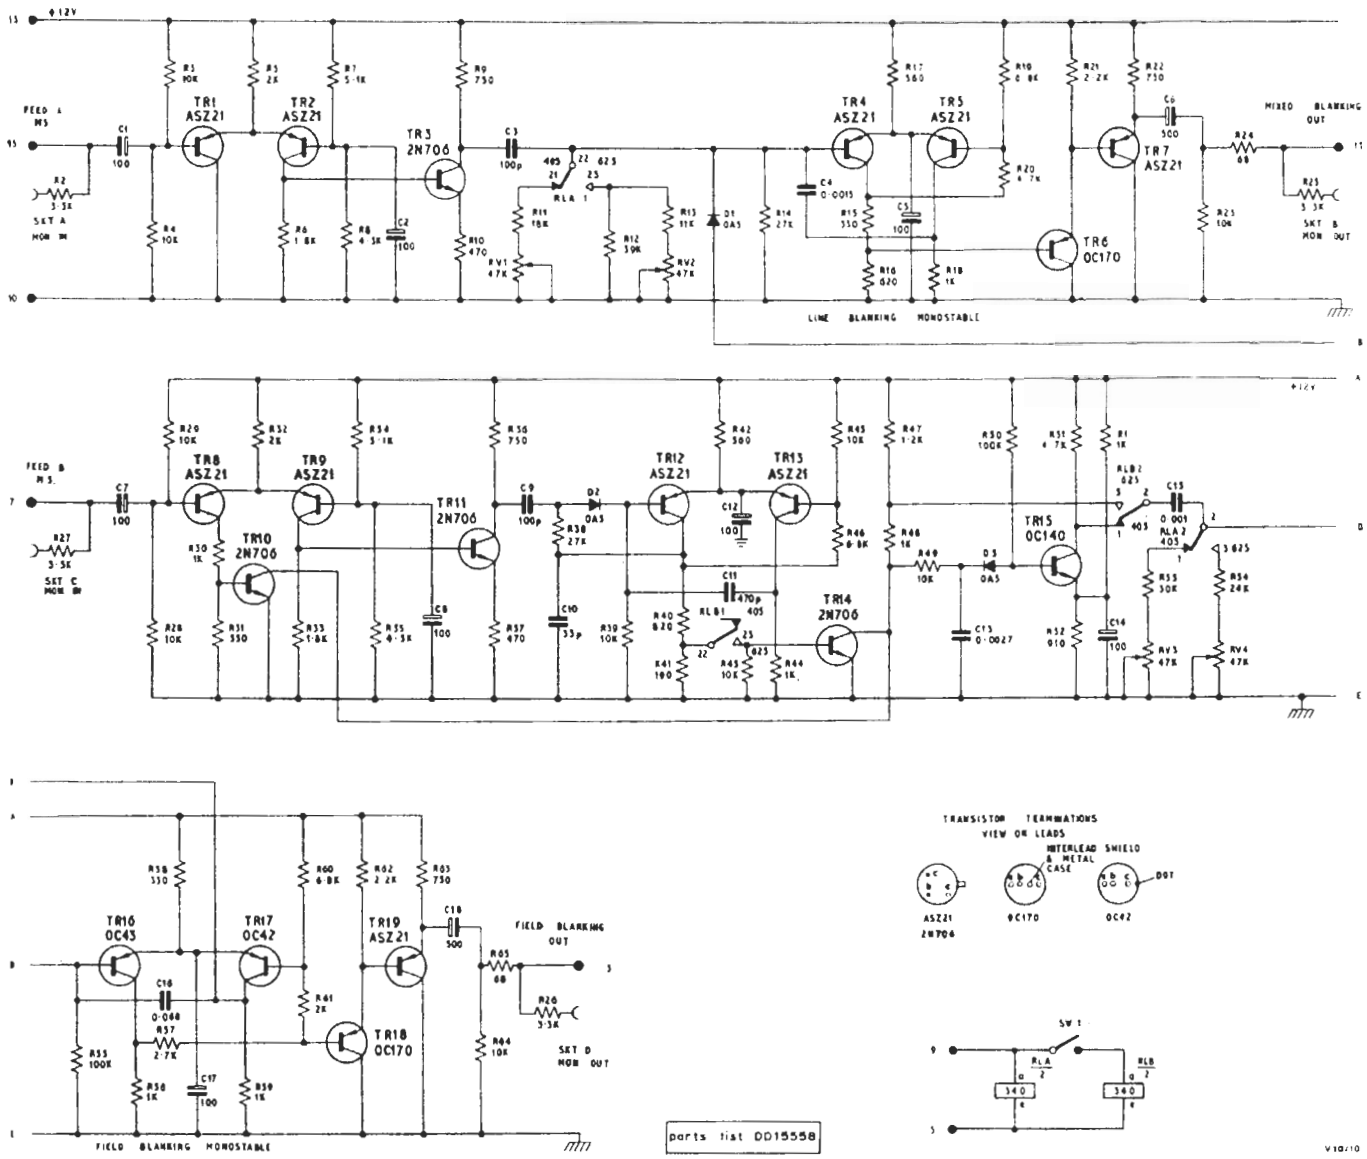 +12V
R3 10K
R5 2K
R7 5·1K
R9 750
R17 560
R19 6·8K
R21 2·2K
R22 750
FEED A
MS
C1 100
TR1 ASZ21
TR2 ASZ21
TR3 2N706
C3 100p
405
625
21
22
23
RLA 1
TR4 ASZ21
TR5 ASZ21
TR7 ASZ21
C6 500
R24 68
MIXED BLANKING
OUT
R2 3·3K
SKT A
MON IN
R4 10K
R6 1·8K
R8 4·3K
C2 100
R10 470
R11 18K
RV1 47K
R12 39K
R13 11K
RV2 47K
D1 OA5
R14 27K
C4 0·0015
R15 330
C5 100
R16 620
R18 1K
R20 4·7K
TR6 OC170
R23 10K
R25 3·3K
SKT B
MON OUT
10
LINE BLANKING MONOSTABLE
B
A
+12V
R29 10K
R32 2K
R34 5·1K
R36 750
R42 560
R45 10K
R47 1·2K
R50 100K
R51 4·7K
R1 1K
FEED B
MS.
7
C7 100
TR8 ASZ21
TR9 ASZ21
TR11 2N706
C9 100p
D2 OA5
TR12 ASZ21
TR13 ASZ21
C12 100
RLB2
625
3
2
1
405
C15 0·001
RLA 2
405
2
1
3 625
D
R27 3·3K
SKT C
MON IN
R30 1K
TR10 2N706
R38 27K
R46 6·8K
R48 1K
R49 10K
D3 OA5
TR15 OC140
R28 10K
R31 330
R33 1·8K
R35 4·3K
C8 100
R37 470
C10 33p
R39 10K
R40 820
R41 180
C11 470p
RLB1
405
22
23
625
R43 10K
R44 1K
TR14 2N706
C13 0·0027
R52 910
C14 100
R53 30K
R54 24K
RV3 47K
RV4 47K
E
A
R58 330
R60 6·8K
R62 2·2K
R63 750
TR16 OC43
TR17 OC42
TR19 ASZ21
C18 500
FIELD BLANKING
OUT
R65 68
3
R26 3·3K
SKT D
MON OUT
C16
R57 2·7K
R61 2K
TR18 OC170
R64 10K
R55 100K
R56 1K
C17 100
R59 1K
FIELD BLANKING MONOSTABLE
TRANSISTOR TERMINATIONS
VIEW ON LEADS
INTERLEAD SHIELD
& METAL
CASE
DOT
ASZ21
2N706
OC170
OC42
SW 1
9
RLA 2
RLB 2
340
340
5
parts list DD15558